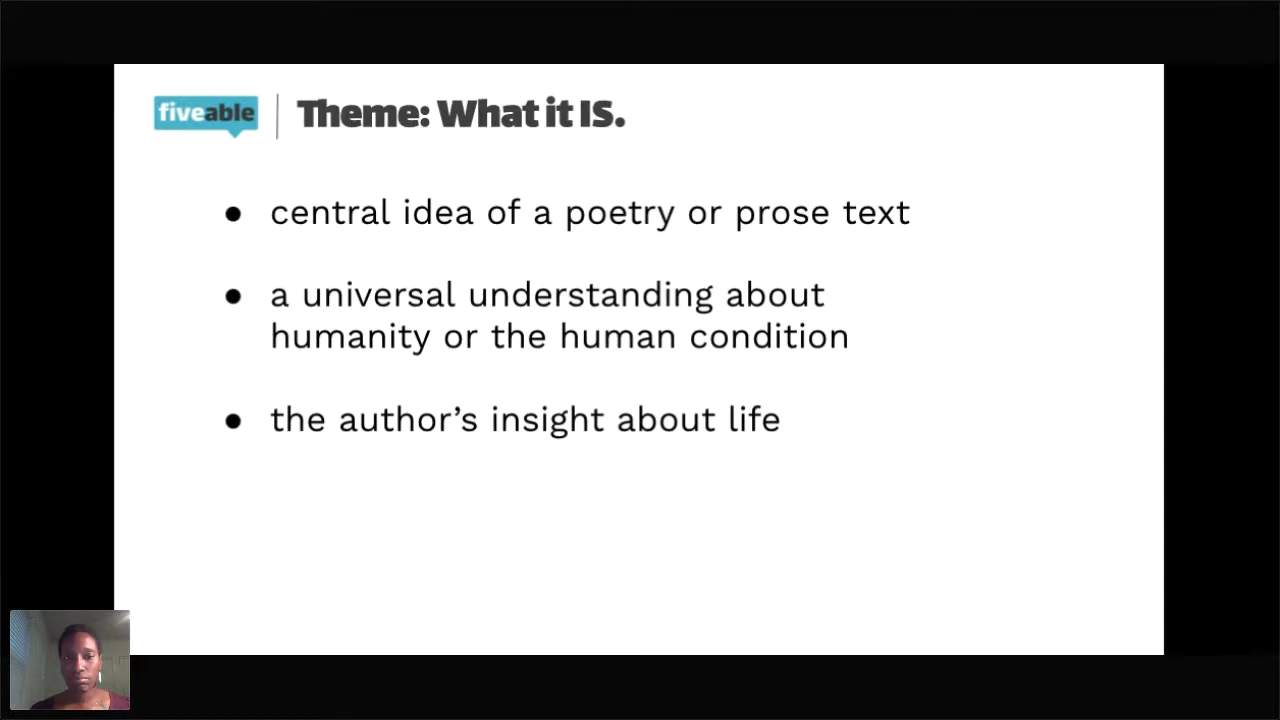 fiveable
Theme: What it IS.
● central idea of a poetry or prose text
● a universal understanding about
humanity or the human condition
● the author’s insight about life